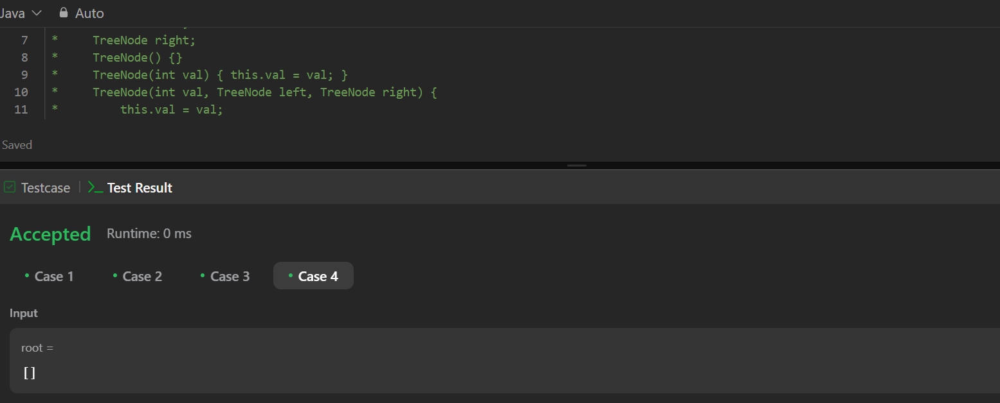 Java Auto
7 * TreeNode right;
8 * TreeNode() {}
9 * TreeNode(int val) { this.val = val; }
10 * TreeNode(int val, TreeNode left, TreeNode right) {
11 * this.val = val;
Saved
Testcase | >_ Test Result
Accepted Runtime: 0 ms
• Case 1 • Case 2 • Case 3 • Case 4
Input
root =
[]